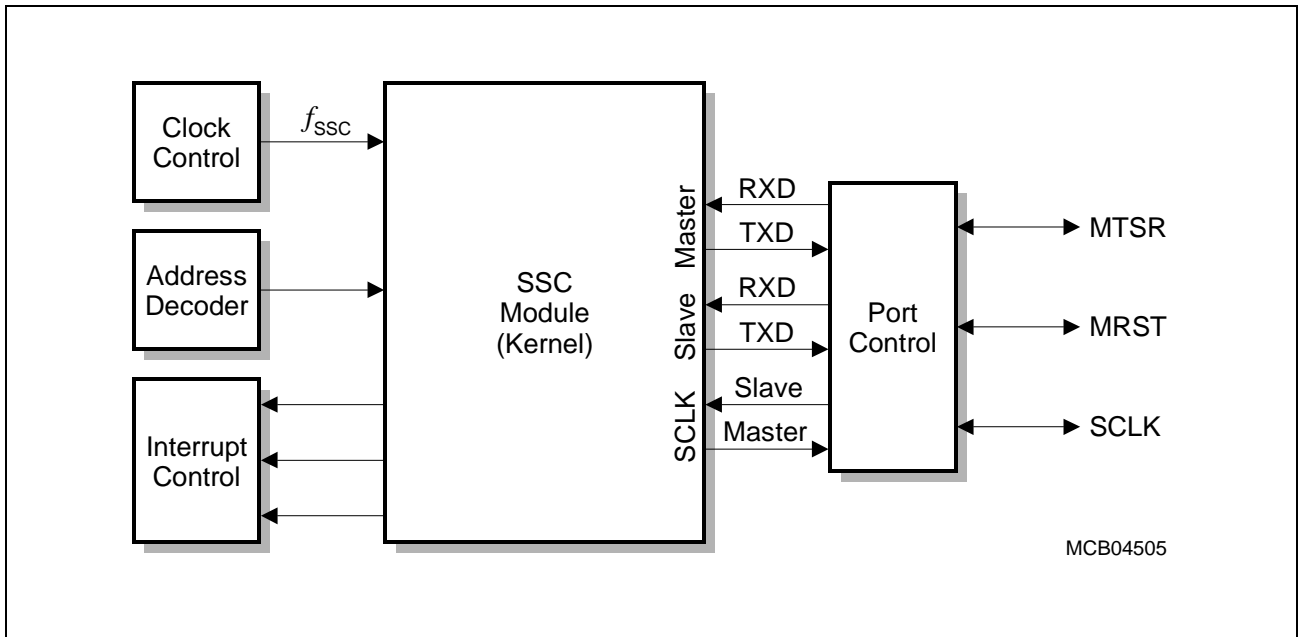 Clock
Control
fSSC
Address
Decoder
Interrupt
Control
SSC
Module
(Kernel)
Master
Slave
SCLK
RXD
TXD
RXD
TXD
Slave
Master
Port
Control
MTSR
MRST
SCLK
MCB04505